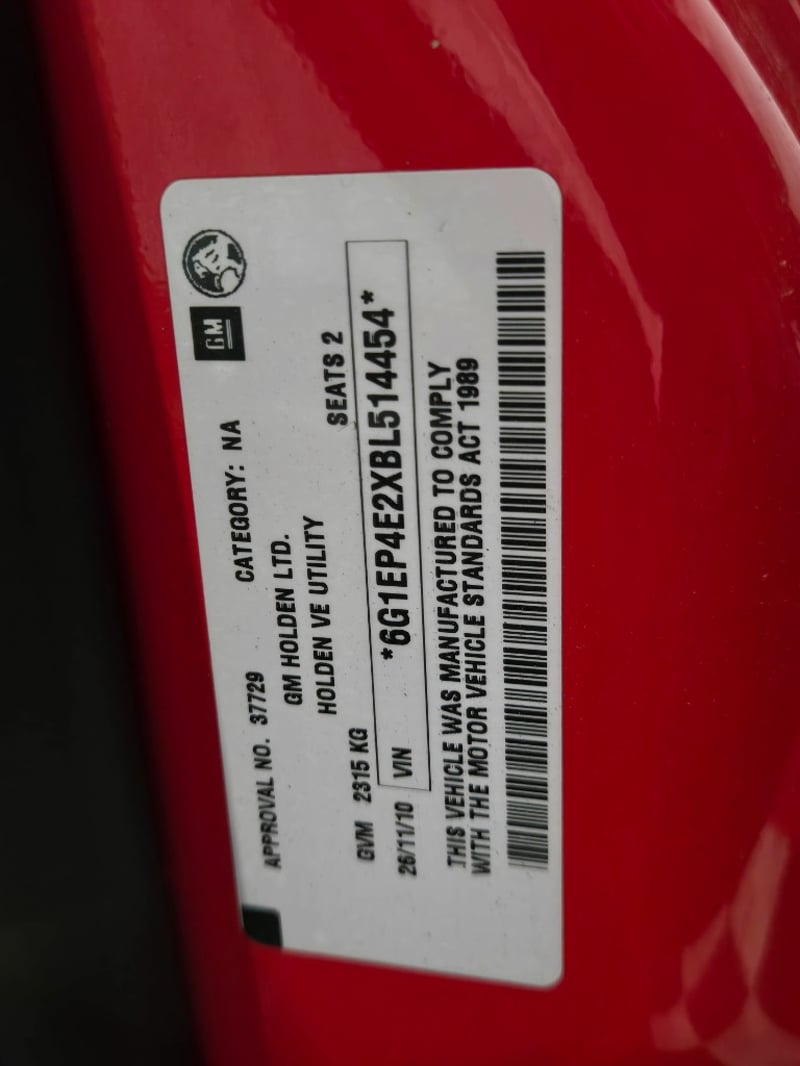 APPROVAL NO. 37729 CATEGORY: NA GM
GM HOLDEN LTD.
HOLDEN VE UTILITY SEATS 2
GVM 2315 KG
26/11/10 VIN *6G1EP4E2XBL514454*
THIS VEHICLE WAS MANUFACTURED TO COMPLY
WITH THE MOTOR VEHICLE STANDARDS ACT 1989